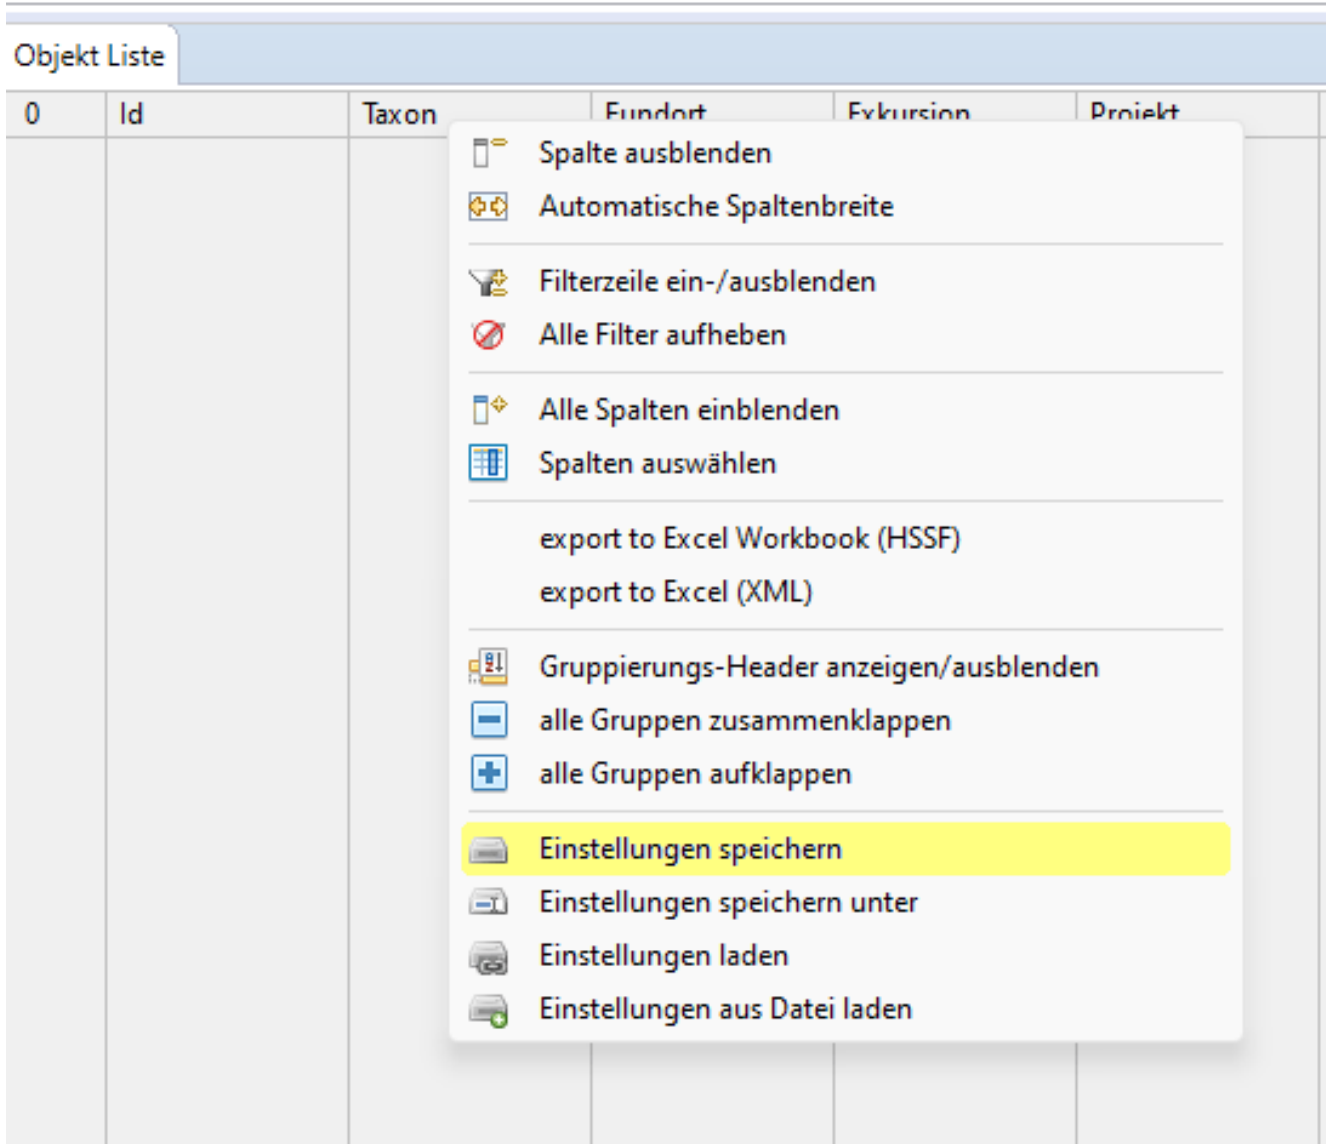 Objekt Liste
0 Id Taxon Fundort Exkursion Projekt
Spalte ausblenden
Automatische Spaltenbreite
Filterzeile ein-/ausblenden
Alle Filter aufheben
Alle Spalten einblenden
Spalten auswählen
export to Excel Workbook (HSSF)
export to Excel (XML)
Gruppierungs-Header anzeigen/ausblenden
alle Gruppen zusammenklappen
alle Gruppen aufklappen
Einstellungen speichern
Einstellungen speichern unter
Einstellungen laden
Einstellungen aus Datei laden